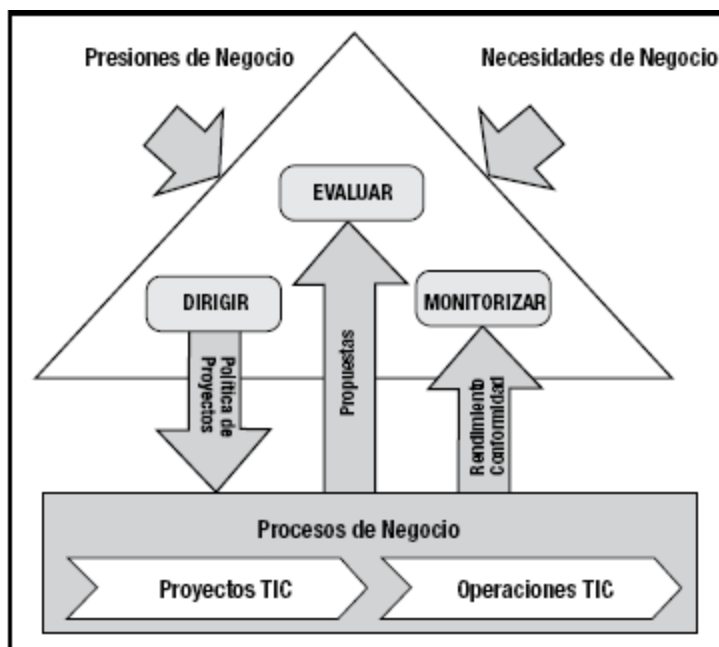 Presiones de Negocio
Necesidades de Negocio
EVALUAR
DIRIGIR
MONITORIZAR
Política de
Proyectos
Propuestas
Rendimiento
Conformidad
Procesos de Negocio
Proyectos TIC
Operaciones TIC